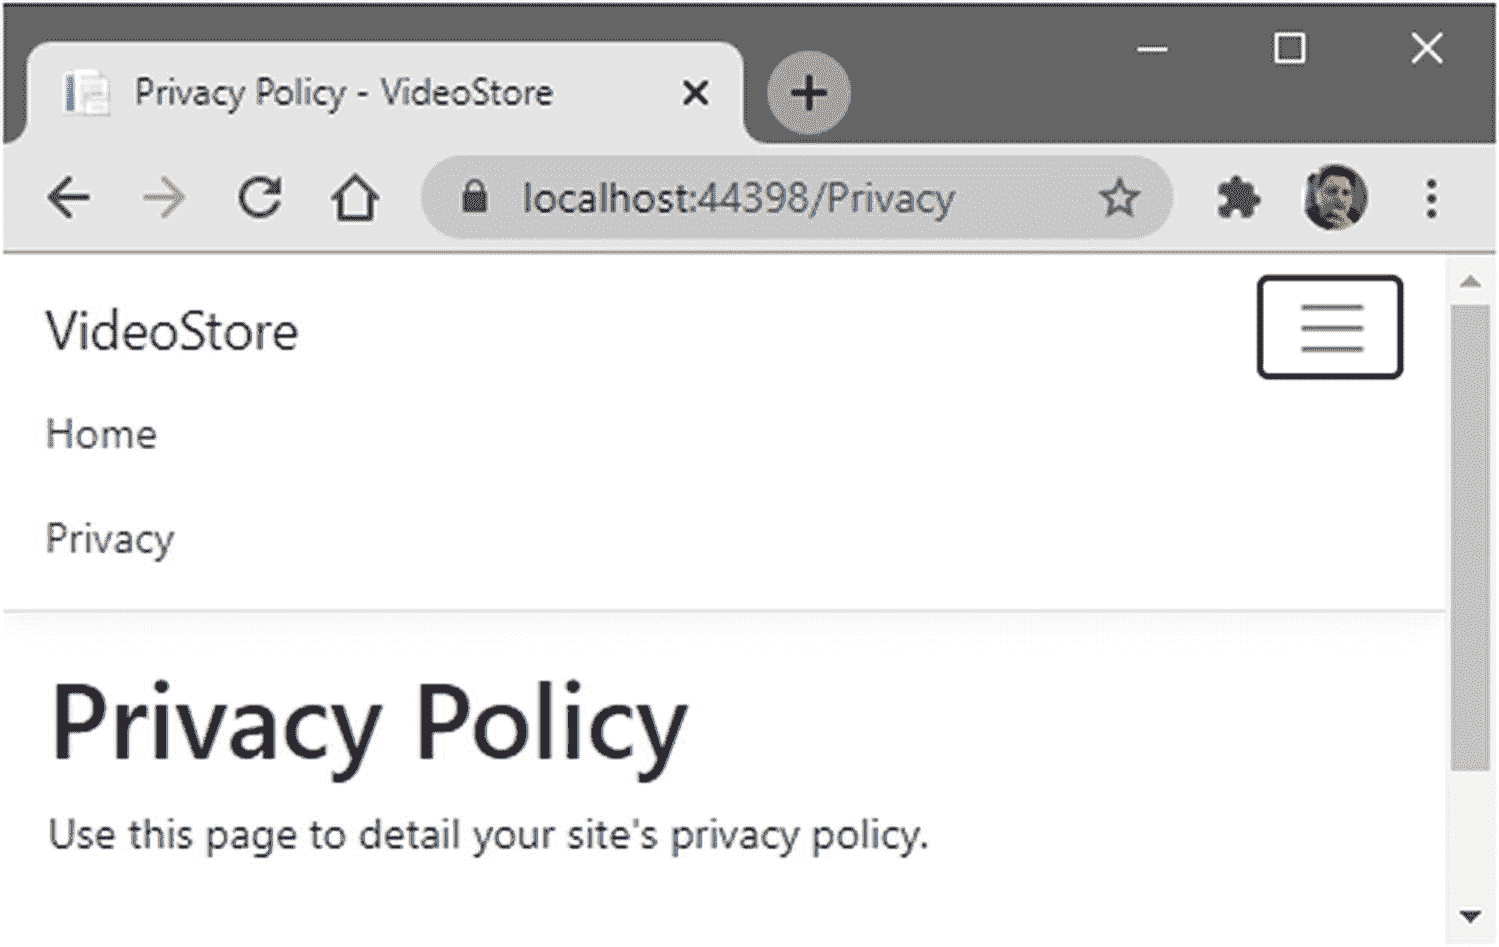 Privacy Policy - VideoStore
localhost:44398/Privacy
VideoStore
Home
Privacy
Privacy Policy
Use this page to detail your site's privacy policy.